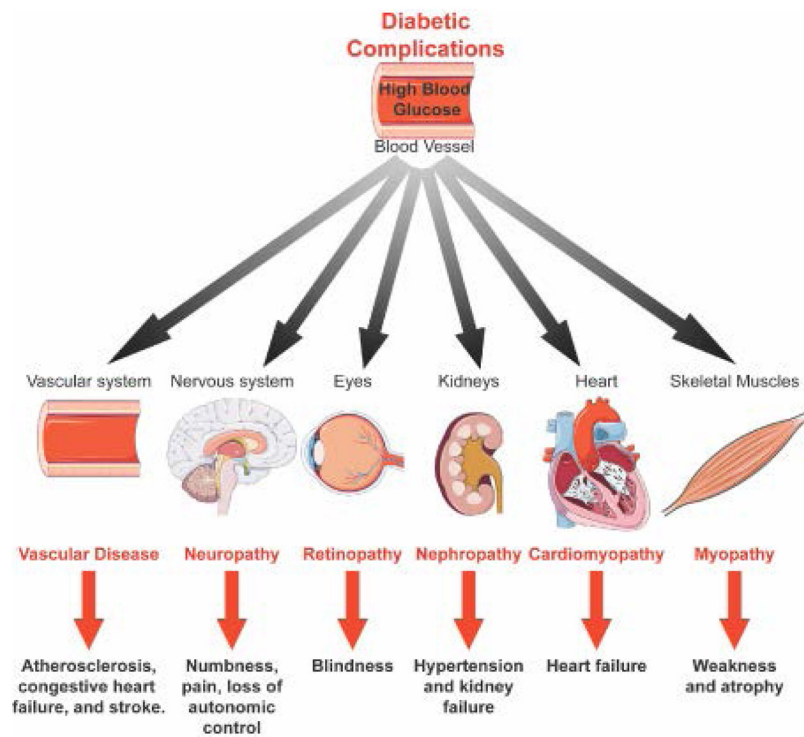 Diabetic
Complications
High Blood
Glucose
Blood Vessel
Vascular system
Nervous system
Eyes
Kidneys
Heart
Skeletal Muscles
Vascular Disease
Neuropathy
Retinopathy
Nephropathy
Cardiomyopathy
Myopathy
Atherosclerosis,
congestive heart
failure, and stroke.
Numbness,
pain, loss of
autonomic
control
Blindness
Hypertension
and kidney
failure
Heart failure
Weakness
and atrophy